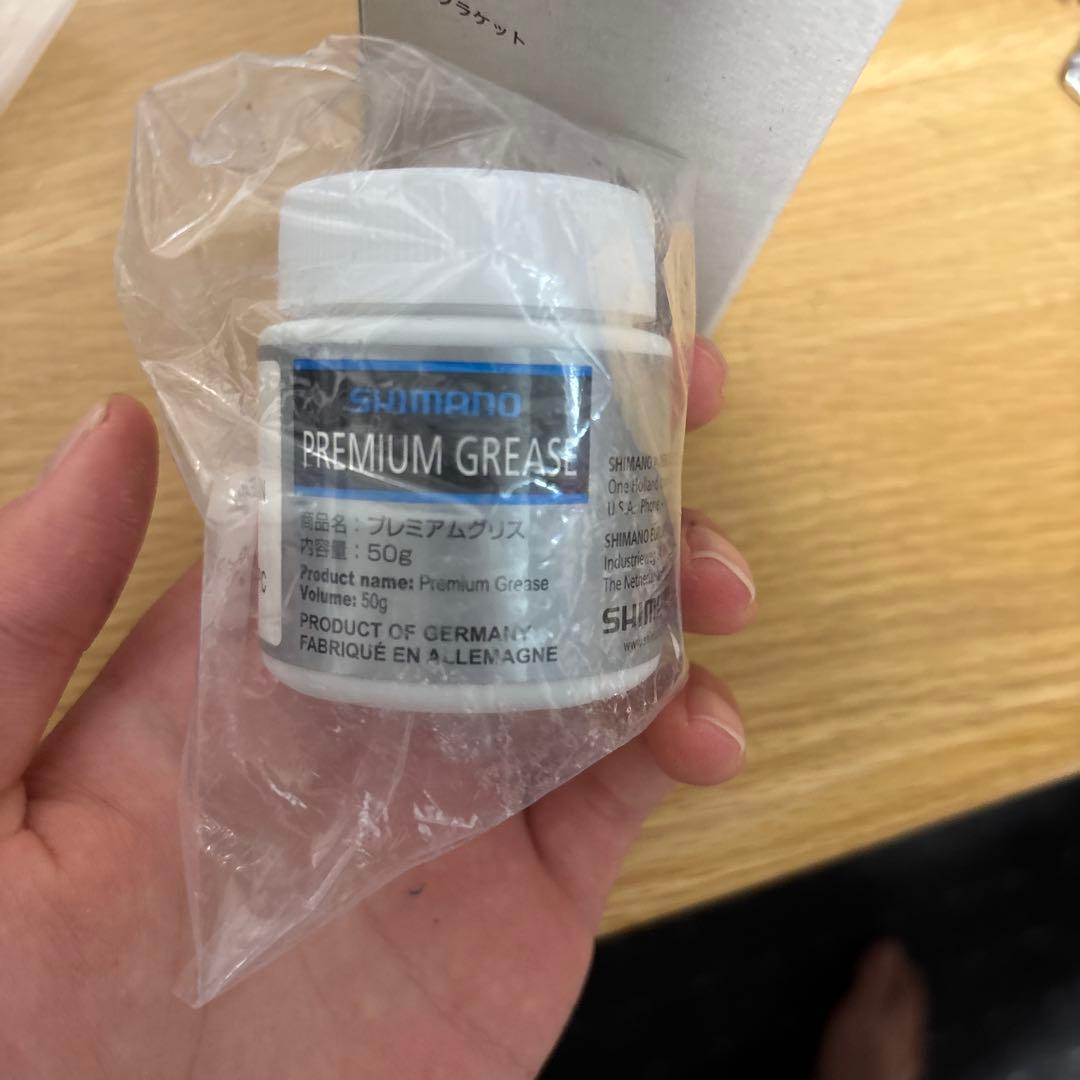 ラケット
SHIMANO
PREMIUM GREASE
商品名：プレミアムグリス
内容量：50g
Product name: Premium Grease
Volume: 50g
PRODUCT OF GERMANY
FABRIQUÉ EN ALLEMAGNE
SHIMANO
One Holland
U.S.A. Phone
SHIMANO
Industrieweg
The
SHIMANO